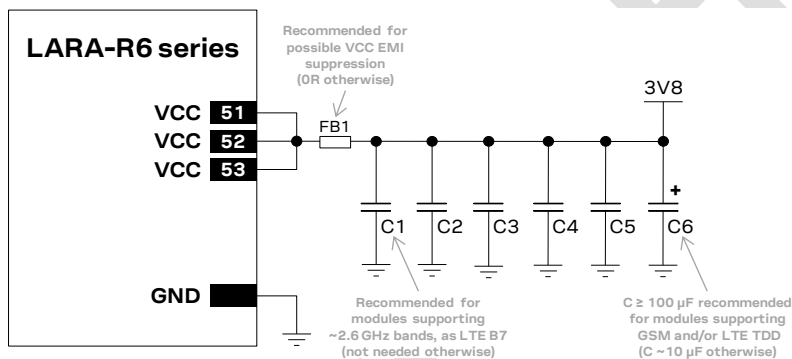 LARA-R6 series
Recommended for
possible VCC EMI
suppression
(0R otherwise)
3V8
VCC 51
FB1
VCC 52
VCC 53
+
C1 C2 C3 C4 C5 C6
GND
Recommended for
modules supporting
~2.6 GHz bands, as LTE B7
(not needed otherwise)
C ≥ 100 µF recommended
for modules supporting
GSM and/or LTE TDD
(C ~10 µF otherwise)